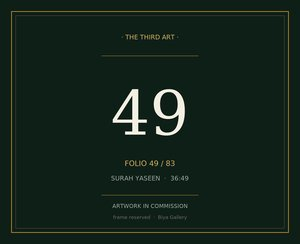 · THE THIRD ART ·
49
FOLIO 49 / 83
SURAH YASEEN · 36:49
ARTWORK IN COMMISSION
frame reserved · Biya Gallery